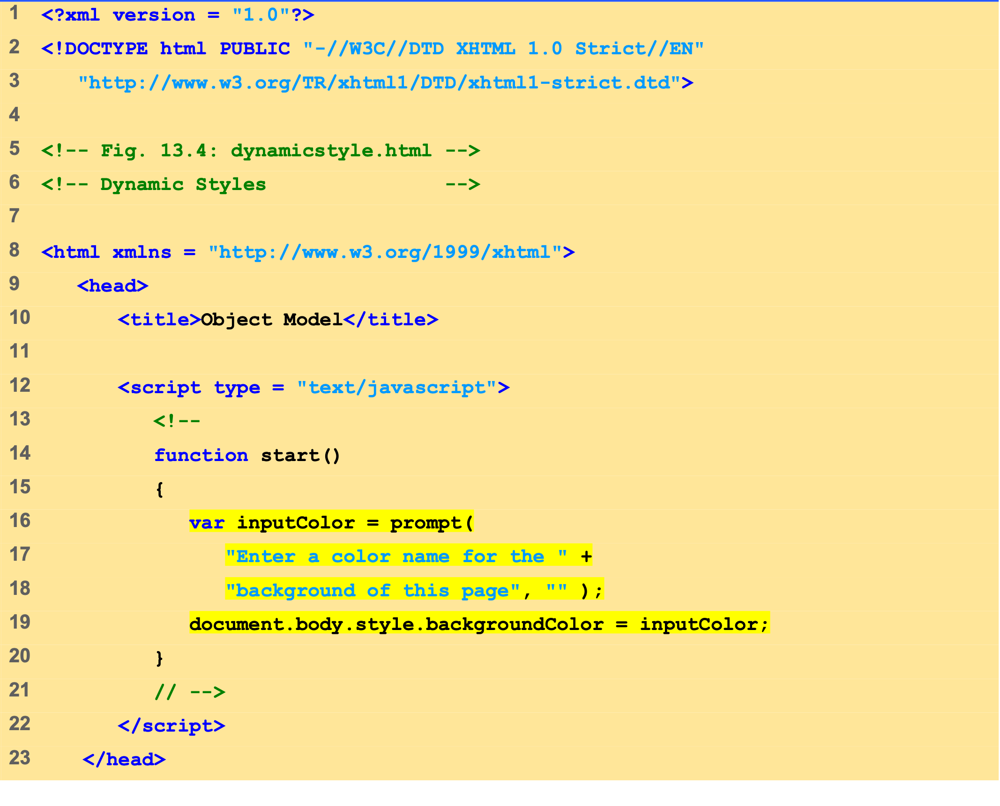 1 <?xml version = "1.0"?>
2 <!DOCTYPE html PUBLIC "-//W3C//DTD XHTML 1.0 Strict//EN"
3    "http://www.w3.org/TR/xhtml1/DTD/xhtml1-strict.dtd">
4
5 <!-- Fig. 13.4: dynamicstyle.html -->
6 <!-- Dynamic Styles               -->
7
8 <html xmlns = "http://www.w3.org/1999/xhtml">
9    <head>
10       <title>Object Model</title>
11
12       <script type = "text/javascript">
13          <!--
14          function start()
15          {
16             var inputColor = prompt(
17                "Enter a color name for the " +
18                "background of this page", "" );
19             document.body.style.backgroundColor = inputColor;
20          }
21          // -->
22       </script>
23    </head>